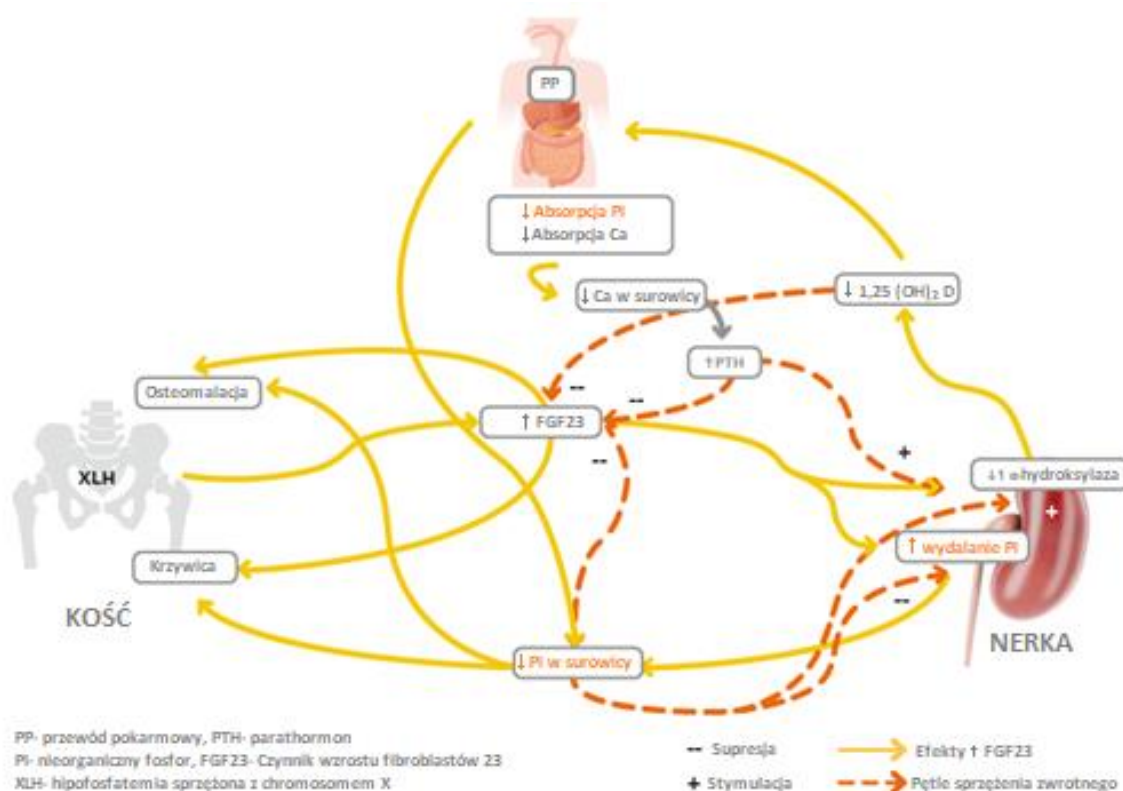 PP
↓ Absorpcja Pi
↓Absorpcja Ca
↓ Ca w surowicy
↓ 1,25 (OH)₂ D
↑PTH
Osteomalacja
--
--
↑ FGF23
--
+
XLH
↓1 α-hydroksylaza
+
↑ wydalanie Pi
Krzywica
--
KOŚĆ
NERKA
↓ Pi w surowicy
PP- przewód pokarmowy, PTH- parathormon
Pi- nieorganiczny fosfor, FGF23- Czynnik wzrostu fibroblastów 23
XLH- hipofosfatemia sprzężona z chromosomem X
-- Supresja
+ Stymulacja
Efekty ↑ FGF23
Pętle sprzężenia zwrotnego